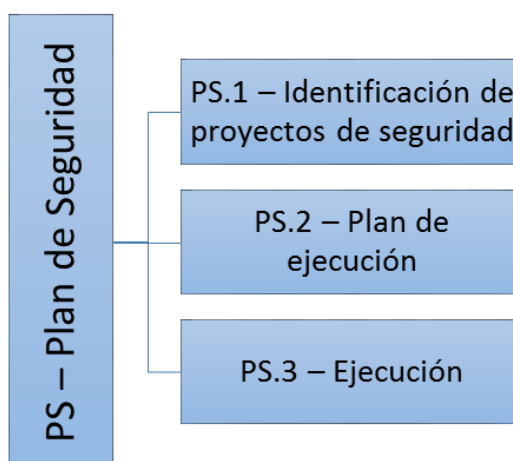 PS – Plan de Seguridad
PS.1 – Identificación de
proyectos de seguridad
PS.2 – Plan de
ejecución
PS.3 – Ejecución